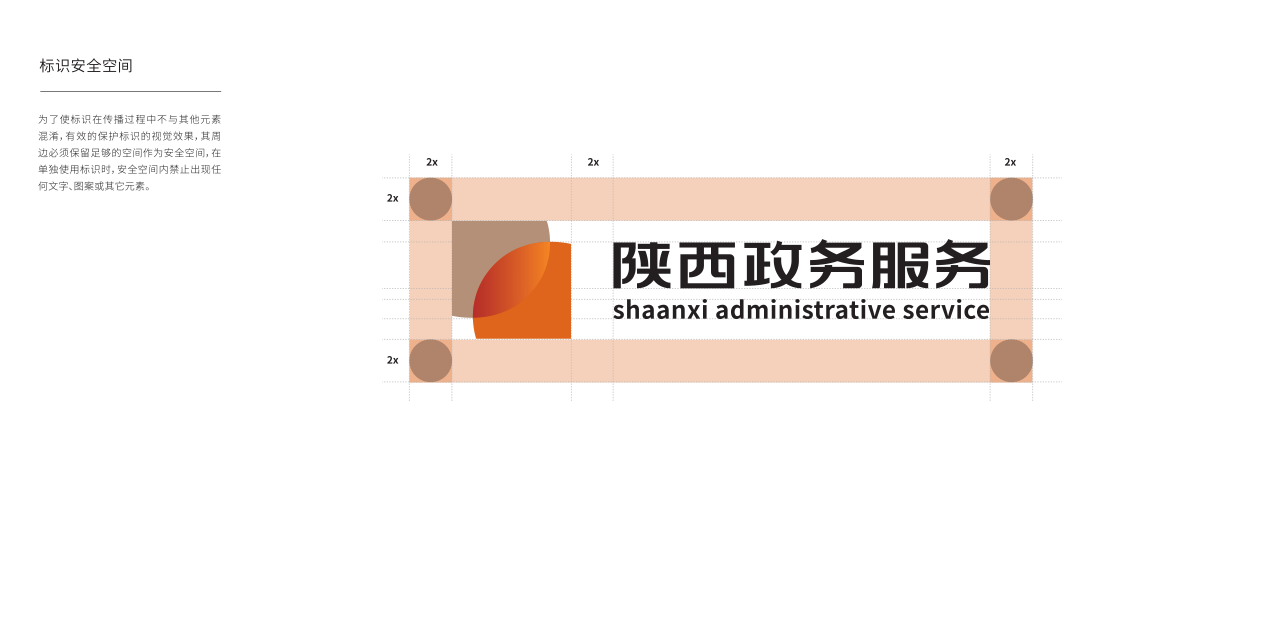 标识安全空间
为了使标识在传播过程中不与其他元素
混淆,有效的保护标识的视觉效果,其周
边必须保留足够的空间作为安全空间,在
单独使用标识时,安全空间内禁止出现任
何文字、图案或其它元素。
2x
2x
2x
2x
陕西政务服务
shaanxi administrative service
2x